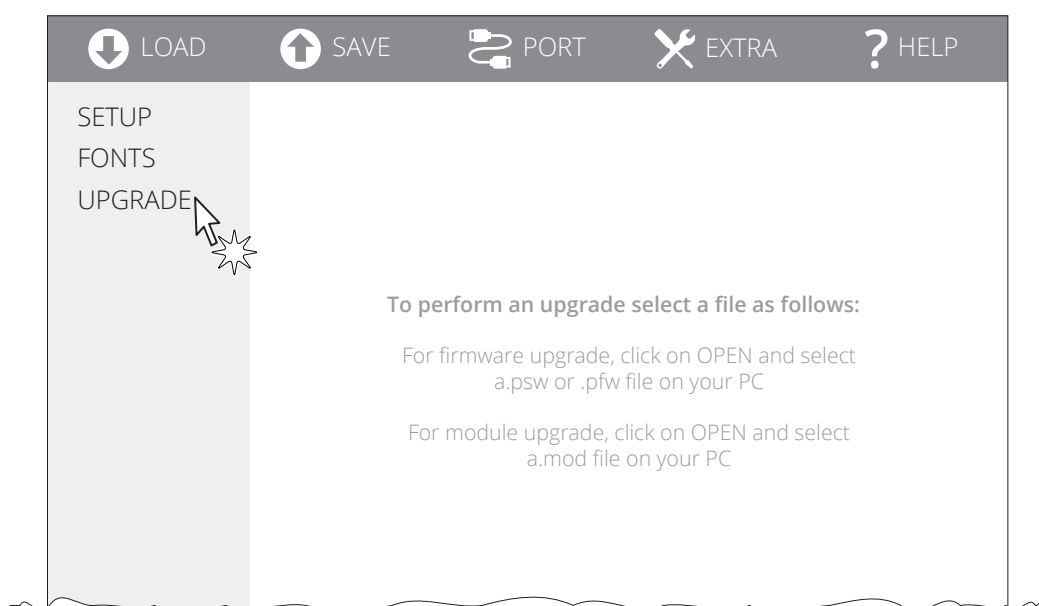 LOAD SAVE PORT EXTRA ? HELP
SETUP
FONTS
UPGRADE
To perform an upgrade select a file as follows:
For firmware upgrade, click on OPEN and select
a.psw or .pfw file on your PC
For module upgrade, click on OPEN and select
a.mod file on your PC